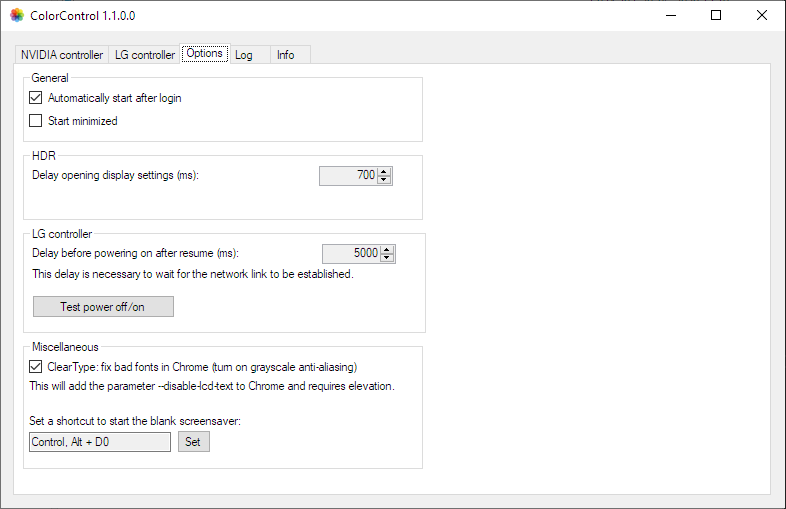 ColorControl 1.1.0.0
NVIDIA controller LG controller Options Log Info
General
Automatically start after login
Start minimized
HDR
Delay opening display settings (ms): 700
LG controller
Delay before powering on after resume (ms): 5000
This delay is necessary to wait for the network link to be established.
Test power off/on
Miscellaneous
ClearType: fix bad fonts in Chrome (turn on grayscale anti-aliasing)
This will add the parameter --disable-lcd-text to Chrome and requires elevation.
Set a shortcut to start the blank screensaver:
Control, Alt + D0 Set